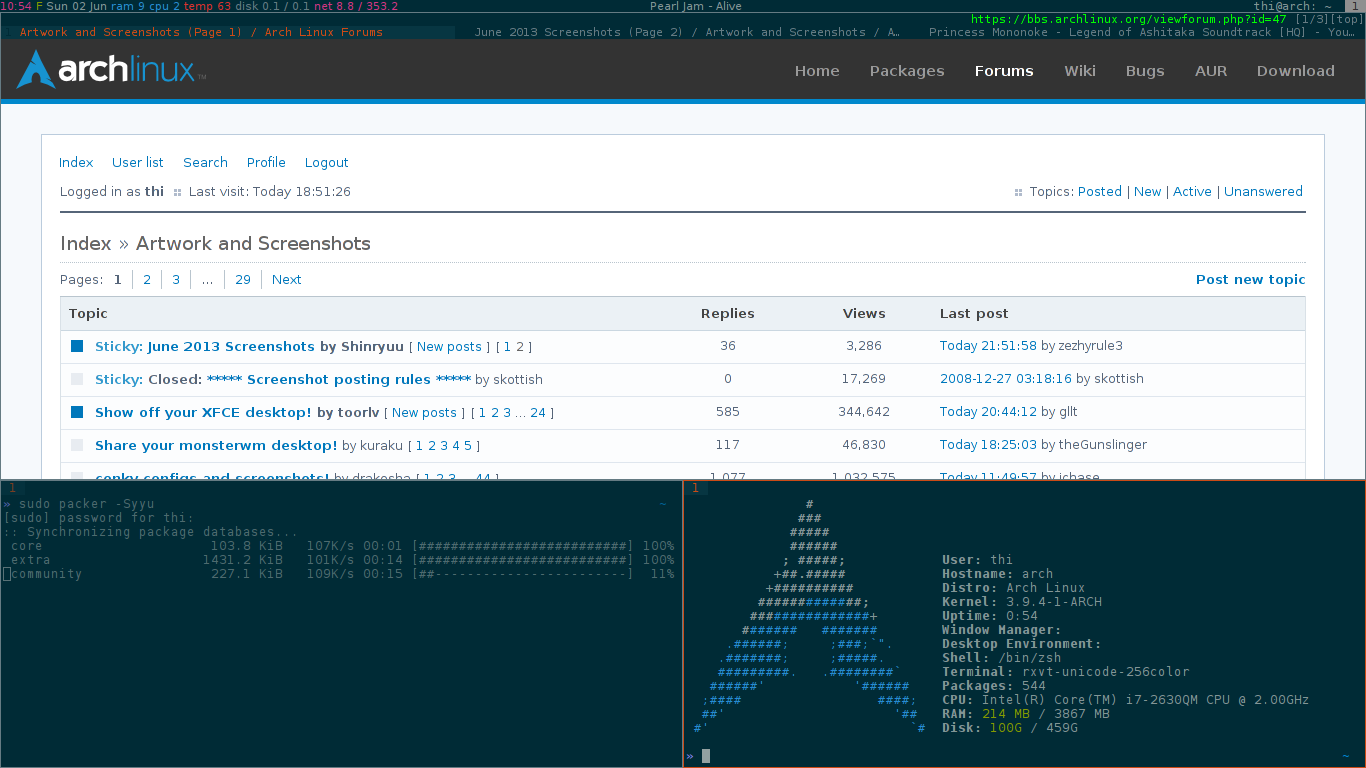 10:54 F Sun 02 Jun ram 9 cpu 2 temp 63 disk 0.1 / 0.1 net 8.8 / 353.2 Pearl Jam - Alive thi@arch: ~ 1
https://bbs.archlinux.org/viewforum.php?id=47 [1/3][top]
Artwork and Screenshots (Page 1) / Arch Linux Forums June 2013 Screenshots (Page 2) / Artwork and Screenshots / A… Princess Mononoke - Legend of Ashitaka Soundtrack [HQ] - You…
archlinux™ Home Packages Forums Wiki Bugs AUR Download
Index User list Search Profile Logout
Logged in as thi :: Last visit: Today 18:51:26 :: Topics: Posted | New | Active | Unanswered
Index » Artwork and Screenshots
Pages: 1 2 3 … 29 Next Post new topic
Topic Replies Views Last post
Sticky: June 2013 Screenshots by Shinryuu [ New posts ] [ 1 2 ] 36 3,286 Today 21:51:58 by zezhyrule3
Sticky: Closed: ***** Screenshot posting rules ***** by skottish 0 17,269 2008-12-27 03:18:16 by skottish
Show off your XFCE desktop! by toorlv [ New posts ] [ 1 2 3 … 24 ] 585 344,642 Today 20:44:12 by gllt
Share your monsterwm desktop! by kuraku [ 1 2 3 4 5 ] 117 46,830 Today 18:25:03 by theGunslinger
conky configs and screenshots! by drakosha [ 1 2 3 … 44 ] 1,077 1,032,575 Today 11:49:57 by jchase
1
» sudo packer -Syyu ~
[sudo] password for thi:
:: Synchronizing package databases...
core 103.8 KiB 107K/s 00:01 [##########################] 100%
extra 1431.2 KiB 101K/s 00:14 [##########################] 100%
community 227.1 KiB 109K/s 00:15 [##------------------------] 11%
1
#
###
#####
######
; #####; User: thi
+##.##### Hostname: arch
+########## Distro: Arch Linux
#############; Kernel: 3.9.4-1-ARCH
###############+ Uptime: 0:54
####### ####### Window Manager:
.######; ;###;`". Desktop Environment:
.#######; ;#####. Shell: /bin/zsh
#########. .########` Terminal: rxvt-unicode-256color
######' '###### Packages: 544
;#### ####; CPU: Intel(R) Core(TM) i7-2630QM CPU @ 2.00GHz
##' '## RAM: 214 MB / 3867 MB
#' `# Disk: 100G / 459G
» ~